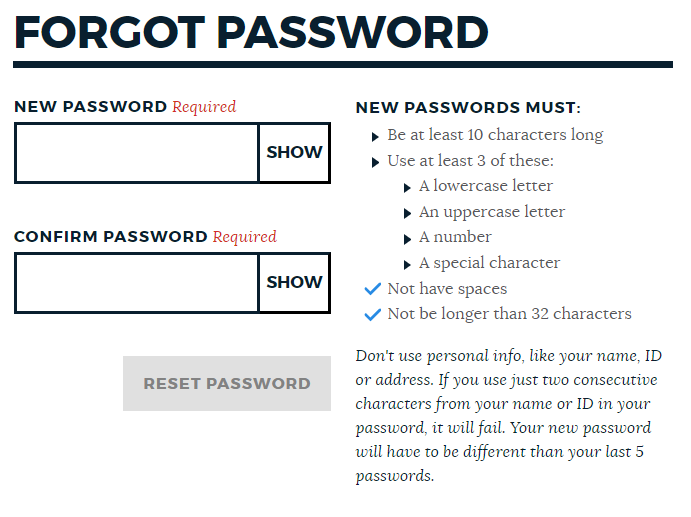 FORGOT PASSWORD
NEW PASSWORD Required
SHOW
CONFIRM PASSWORD Required
SHOW
RESET PASSWORD
NEW PASSWORDS MUST:
Be at least 10 characters long
Use at least 3 of these:
A lowercase letter
An uppercase letter
A number
A special character
Not have spaces
Not be longer than 32 characters
Don't use personal info, like your name, ID
or address. If you use just two consecutive
characters from your name or ID in your
password, it will fail. Your new password
will have to be different than your last 5
passwords.